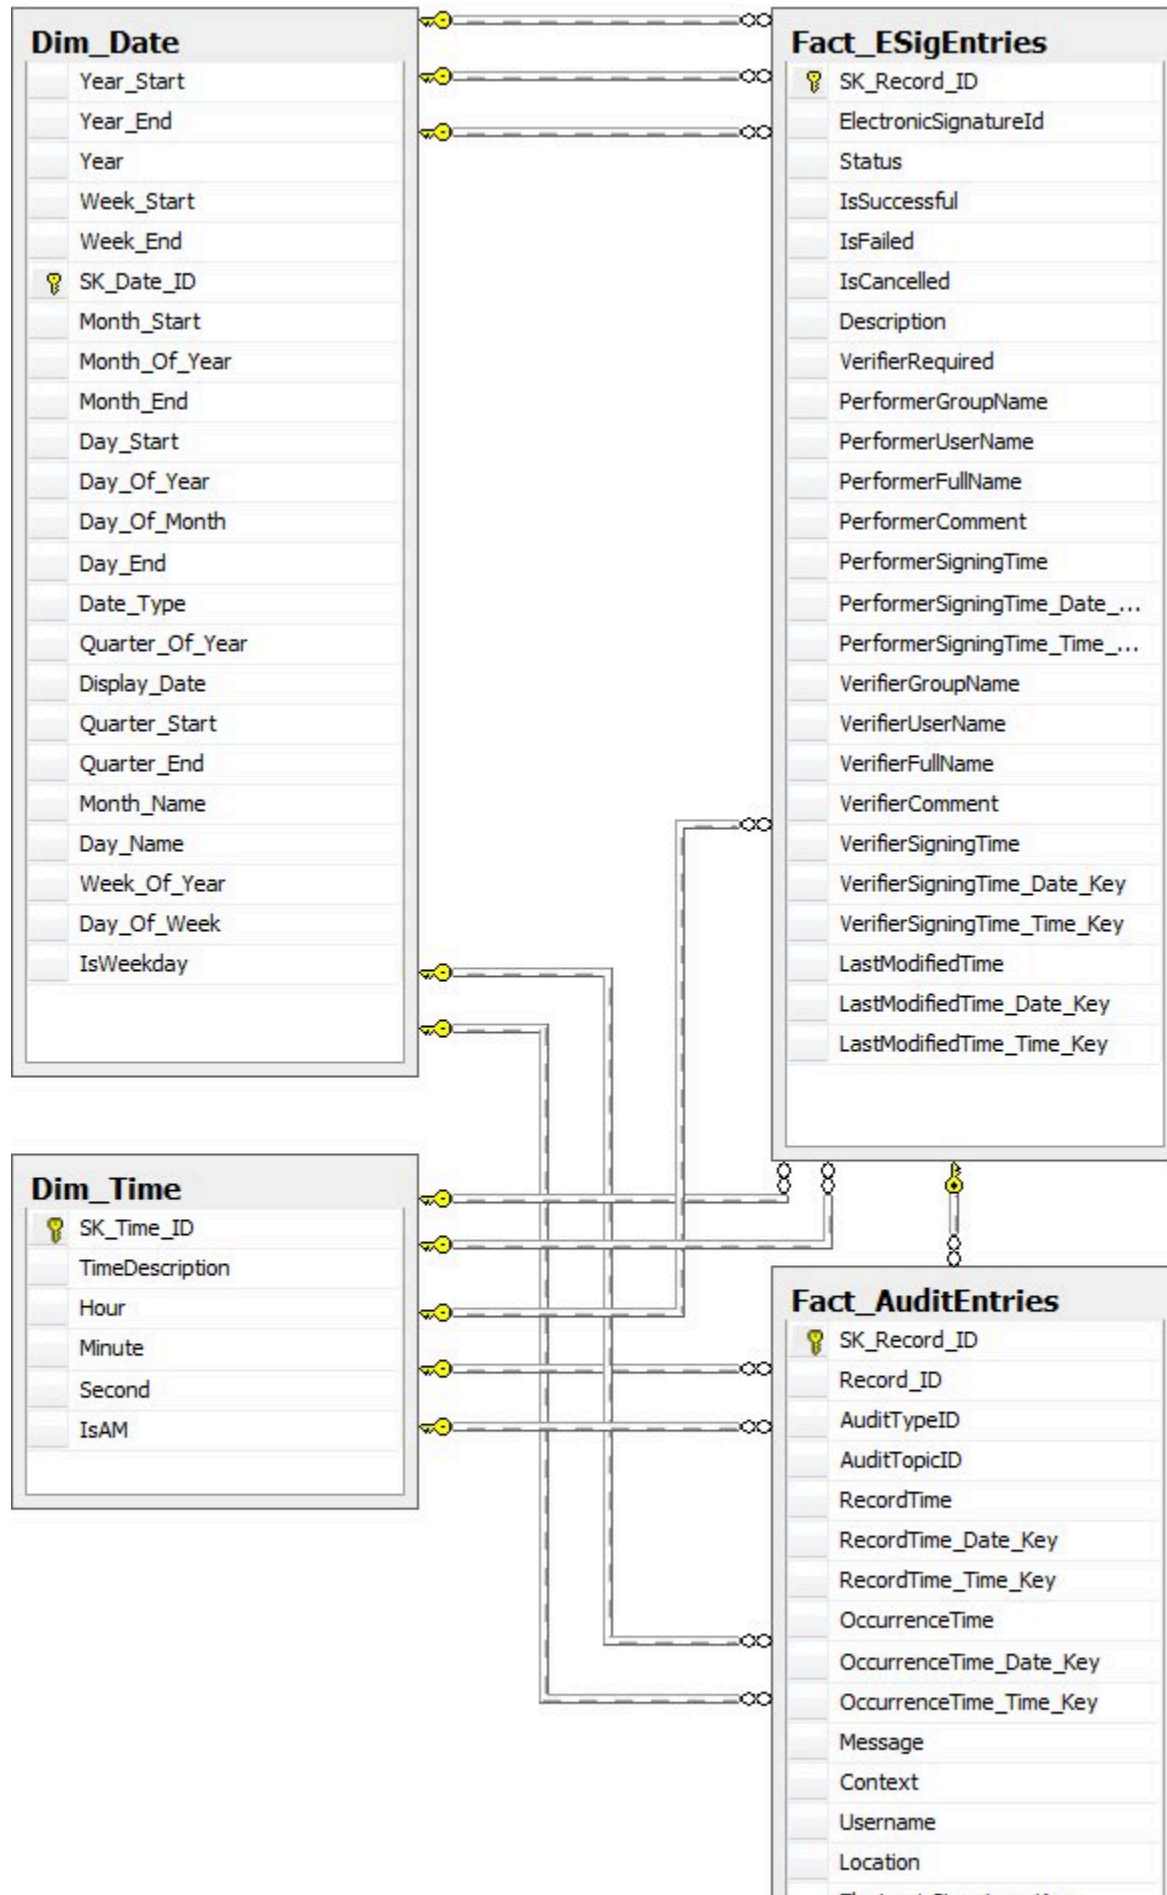 Dim_Date
Year_Start
Year_End
Year
Week_Start
Week_End
SK_Date_ID
Month_Start
Month_Of_Year
Month_End
Day_Start
Day_Of_Year
Day_Of_Month
Day_End
Date_Type
Quarter_Of_Year
Display_Date
Quarter_Start
Quarter_End
Month_Name
Day_Name
Week_Of_Year
Day_Of_Week
IsWeekday
Dim_Time
SK_Time_ID
TimeDescription
Hour
Minute
Second
IsAM
Fact_ESigEntries
SK_Record_ID
ElectronicSignatureId
Status
IsSuccessful
IsFailed
IsCancelled
Description
VerifierRequired
PerformerGroupName
PerformerUserName
PerformerFullName
PerformerComment
PerformerSigningTime
PerformerSigningTime_Date_...
PerformerSigningTime_Time_...
VerifierGroupName
VerifierUserName
VerifierFullName
VerifierComment
VerifierSigningTime
VerifierSigningTime_Date_Key
VerifierSigningTime_Time_Key
LastModifiedTime
LastModifiedTime_Date_Key
LastModifiedTime_Time_Key
Fact_AuditEntries
SK_Record_ID
Record_ID
AuditTypeID
AuditTopicID
RecordTime
RecordTime_Date_Key
RecordTime_Time_Key
OccurrenceTime
OccurrenceTime_Date_Key
OccurrenceTime_Time_Key
Message
Context
Username
Location